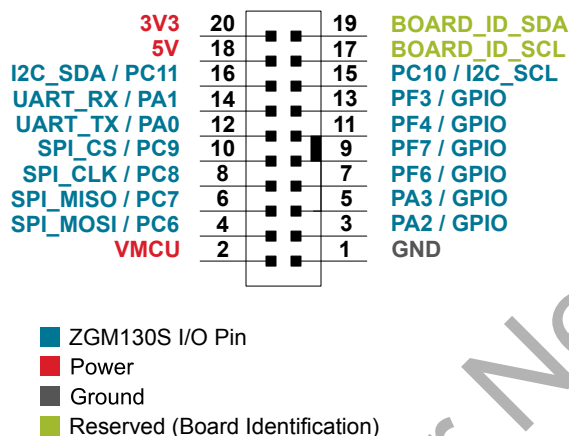 3V3 20 19 BOARD_ID_SDA
5V 18 17 BOARD_ID_SCL
I2C_SDA / PC11 16 15 PC10 / I2C_SCL
UART_RX / PA1 14 13 PF3 / GPIO
UART_TX / PA0 12 11 PF4 / GPIO
SPI_CS / PC9 10 9 PF7 / GPIO
SPI_CLK / PC8 8 7 PF6 / GPIO
SPI_MISO / PC7 6 5 PA3 / GPIO
SPI_MOSI / PC6 4 3 PA2 / GPIO
VMCU 2 1 GND
ZGM130S I/O Pin
Power
Ground
Reserved (Board Identification)